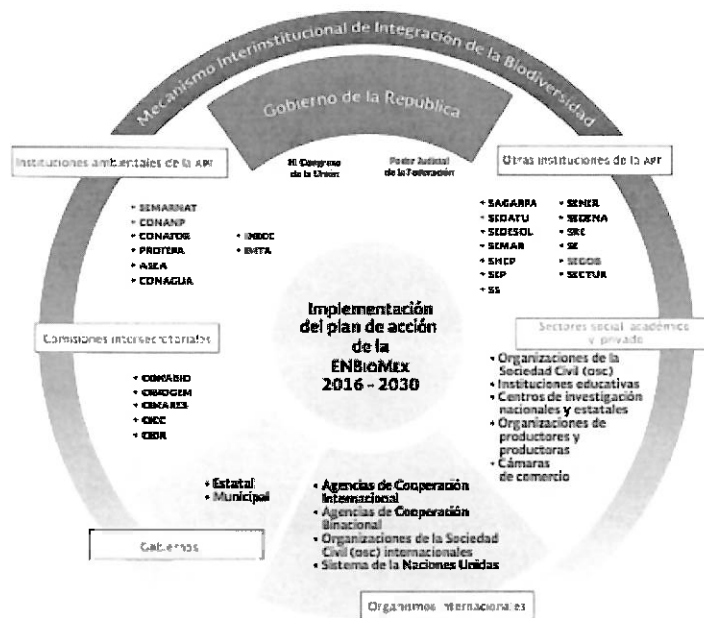 Mecanismo Interinstitucional de Integración de la Biodiversidad
Gobierno de la República
H. Congreso
de la Unión
Poder Judicial
de la Federación
Instituciones ambientales de la APF
• SEMARNAT
• CONANP
• CONAFOR
• PROFEPA
• ASEA
• CONAGUA
• INECC
• IMTA
Otras instituciones de la APF
• SAGARPA
• SEDATU
• SEDESOL
• SEMAR
• SHCP
• SEP
• SS
• SENER
• SEDENA
• SRE
• SE
• SEGOB
• SECTUR
Implementación
del plan de acción
de la
ENBIOMEX
2016 - 2030
Comisiones intersecretariales
• CONABIO
• CIBIOGEM
• CIMARES
• CICC
• CIDR
Sectores social, académico
y privado
• Organizaciones de la
Sociedad Civil (osc)
• Instituciones educativas
• Centros de investigación
nacionales y estatales
• Organizaciones de
productores y
productoras
• Cámaras
de comercio
• Estatal
• Municipal
Gobiernos
• Agencias de Cooperación
Internacional
• Agencias de Cooperación
Binacional
• Organizaciones de la Sociedad
Civil (osc) internacionales
• Sistema de la Naciones Unidas
Organismos internacionales